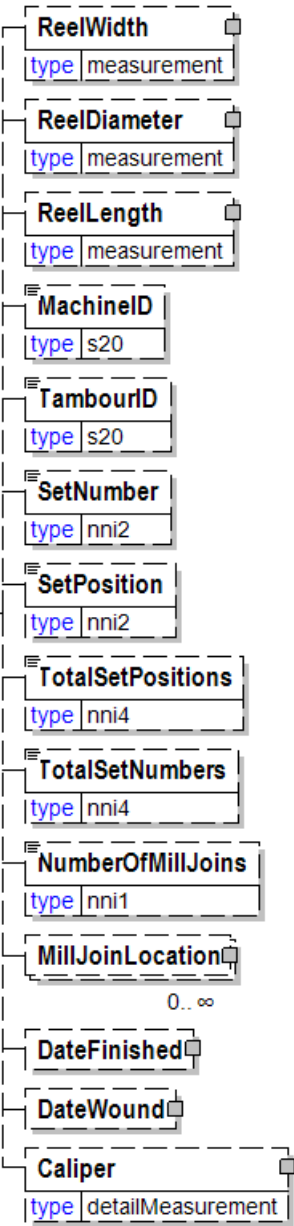 ReelWidth
type measurement
ReelDiameter
type measurement
ReelLength
type measurement
MachineID
type s20
TambourID
type s20
SetNumber
type nni2
SetPosition
type nni2
TotalSetPositions
type nni4
TotalSetNumbers
type nni4
NumberOfMillJoins
type nni1
MillJoinLocation
0.. ∞
DateFinished
DateWound
Caliper
type detailMeasurement